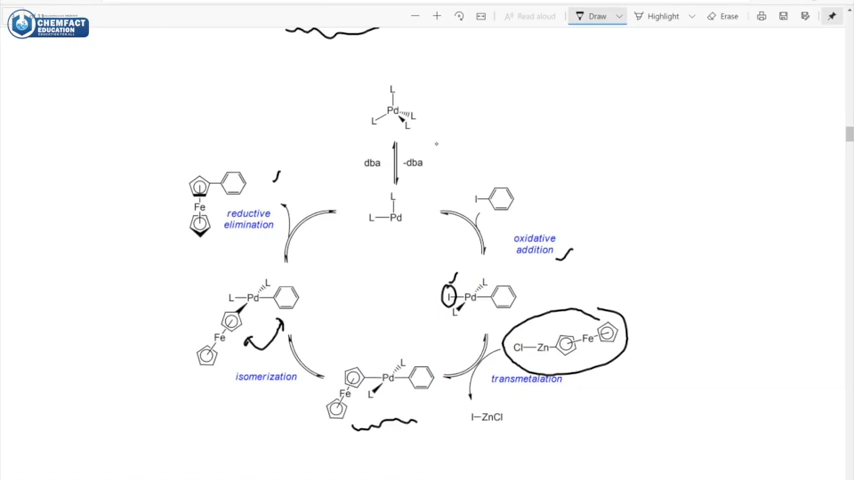 CHEMFACT
EDUCATION
Read aloud
Draw
Highlight
Erase
L
Pd
L
L
L
dba
-dba
L
L
Pd
I
Fe
reductive
elimination
oxidative
addition
L
L
Pd
I
Pd
L
L
Fe
Cl
Zn
Fe
isomerization
L
Pd
L
Fe
transmetalation
I-ZnCl